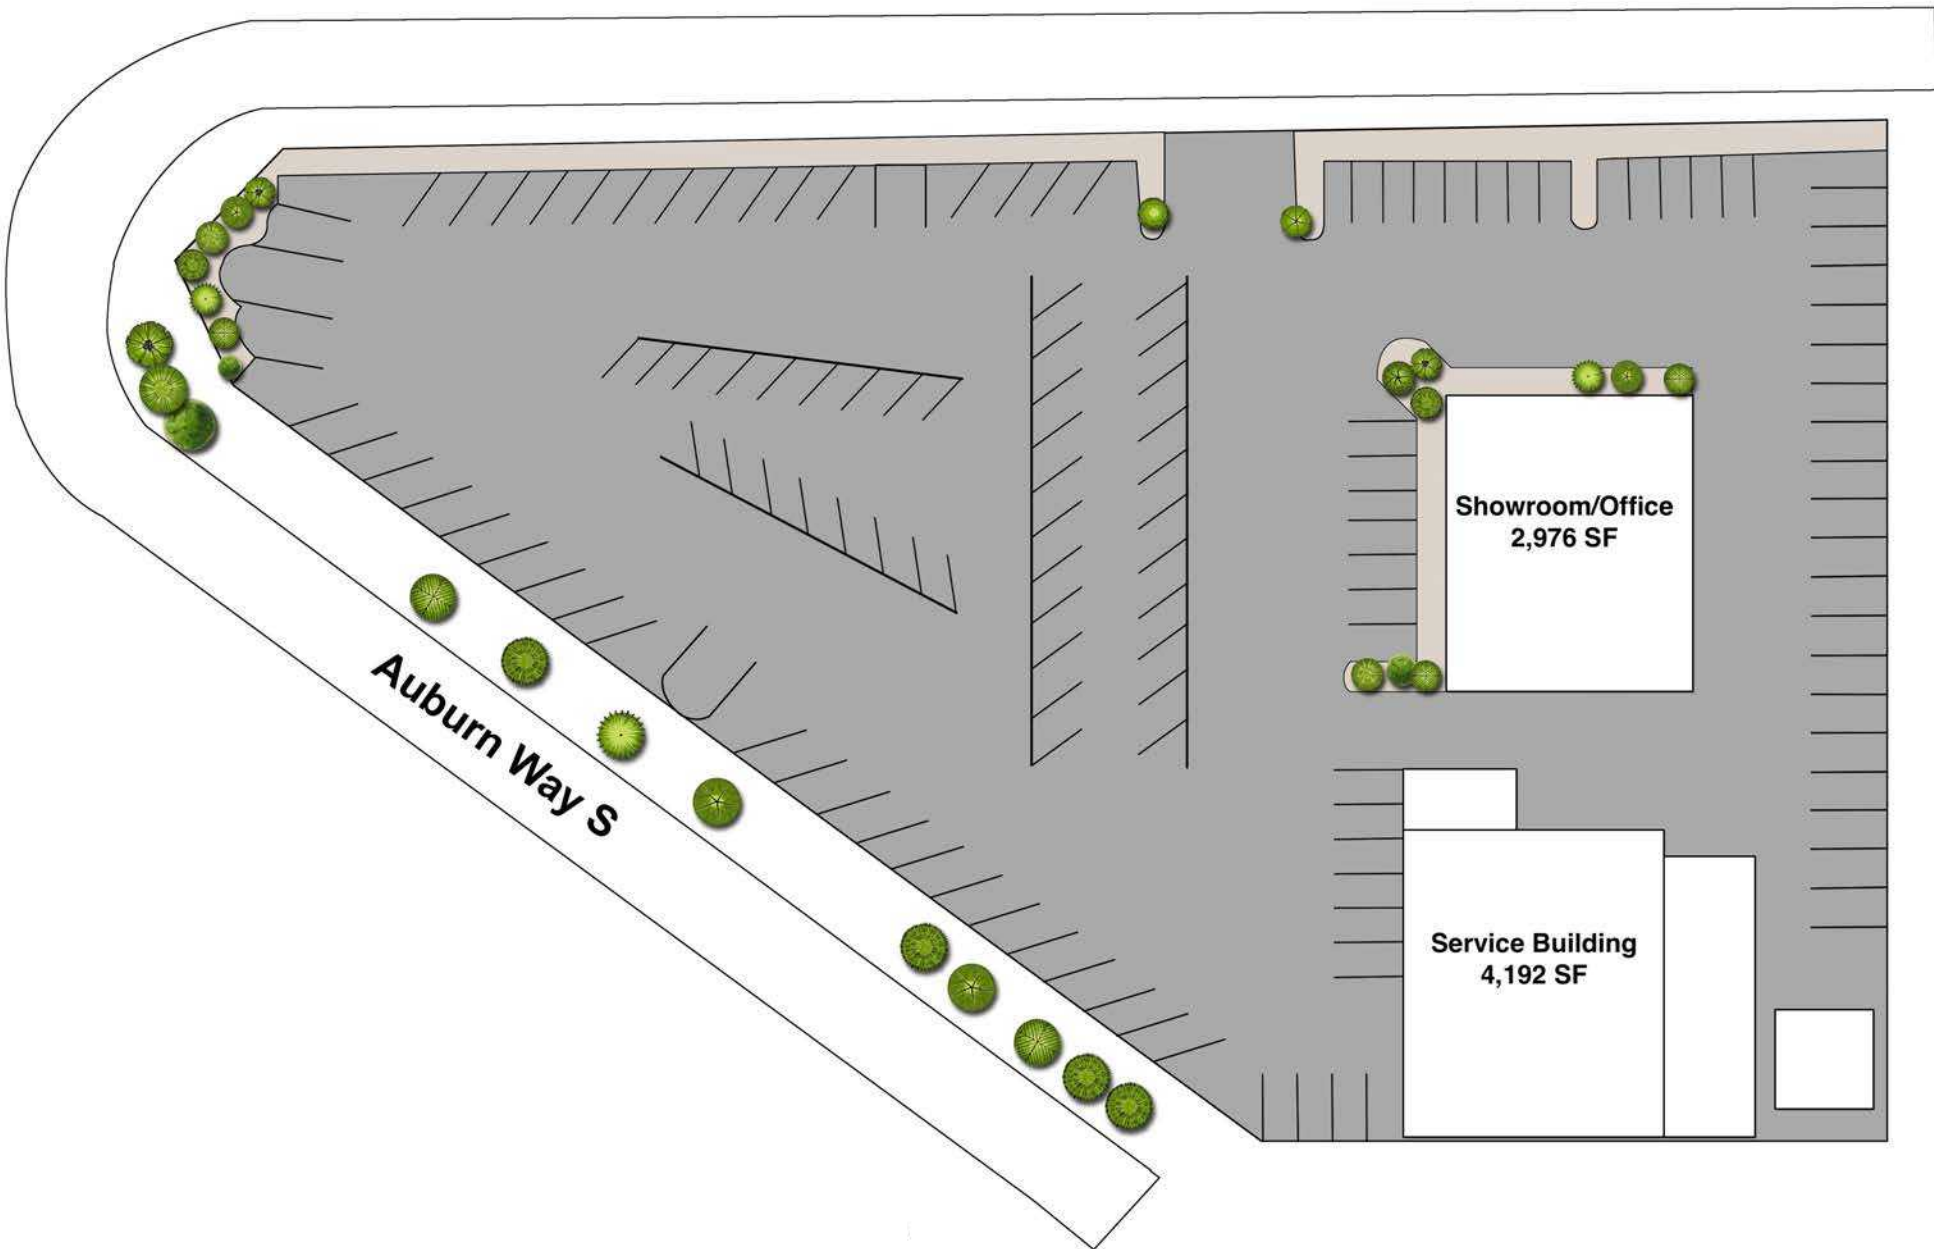 Showroom/Office
2,976 SF
Auburn Way S
Service Building
4,192 SF